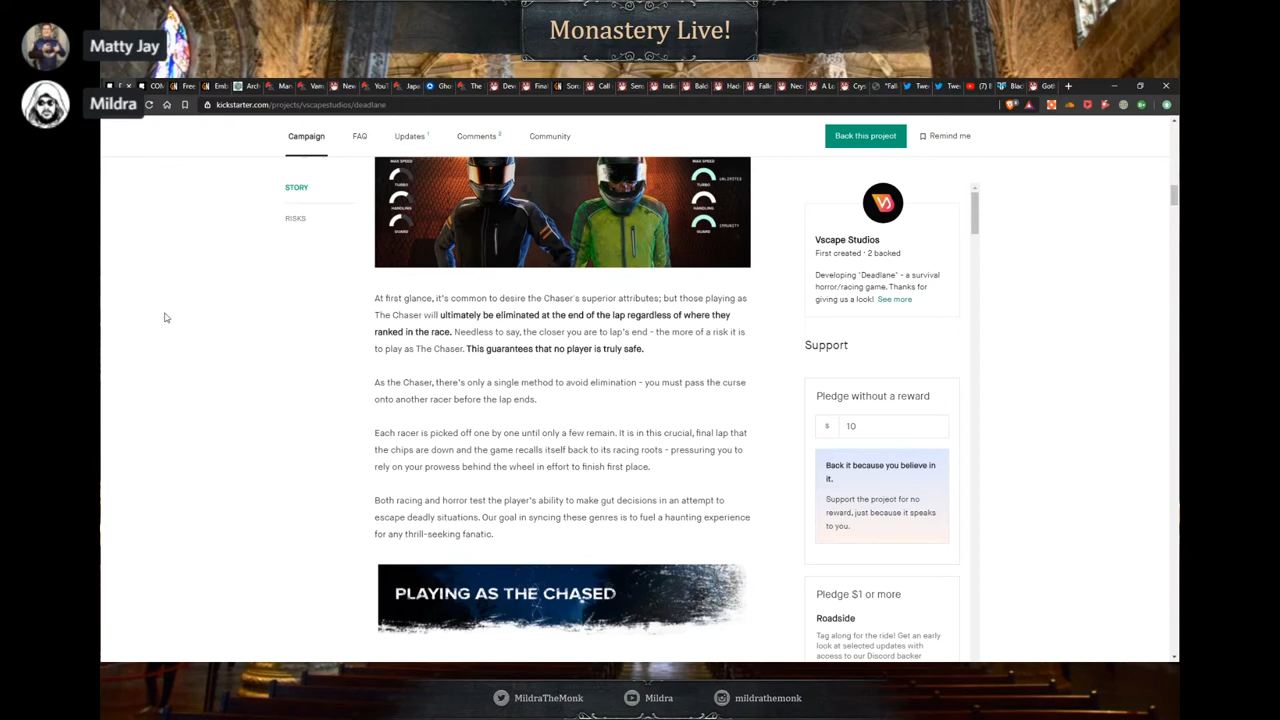 Monastery Live!
Matty Jay
Mildra
kickstarter.com/projects/vscapestudios/deadlane
Campaign
FAQ
Updates 1
Comments 2
Community
Back this project
Remind me
STORY
RISKS
MAX SPEED
TURBO
HANDLING
GUARD
MAX SPEED
UNLIMITED
TURBO
HANDLING
IMMUNITY
GUARD
At first glance, it's common to desire the Chaser's superior attributes; but those playing as
The Chaser will ultimately be eliminated at the end of the lap regardless of where they
ranked in the race. Needless to say, the closer you are to lap's end - the more of a risk it is
to play as The Chaser. This guarantees that no player is truly safe.
As the Chaser, there's only a single method to avoid elimination - you must pass the curse
onto another racer before the lap ends.
Each racer is picked off one by one until only a few remain. It is in this crucial, final lap that
the chips are down and the game recalls itself back to its racing roots - pressuring you to
rely on your prowess behind the wheel in effort to finish first place.
Both racing and horror test the player's ability to make gut decisions in an attempt to
escape deadly situations. Our goal in syncing these genres is to fuel a haunting experience
for any thrill-seeking fanatic.
PLAYING AS THE CHASED
Vscape Studios
First created · 2 backed
Developing "Deadlane" - a survival
horror/racing game. Thanks for
giving us a look! See more
Support
Pledge without a reward
$ 10
Back it because you believe in
it.
Support the project for no
reward, just because it speaks
to you.
Pledge $1 or more
Roadside
Tag along for the ride! Get an early
look at selected updates with
access to our Discord backer
MildraTheMonk
Mildra
mildrathemonk